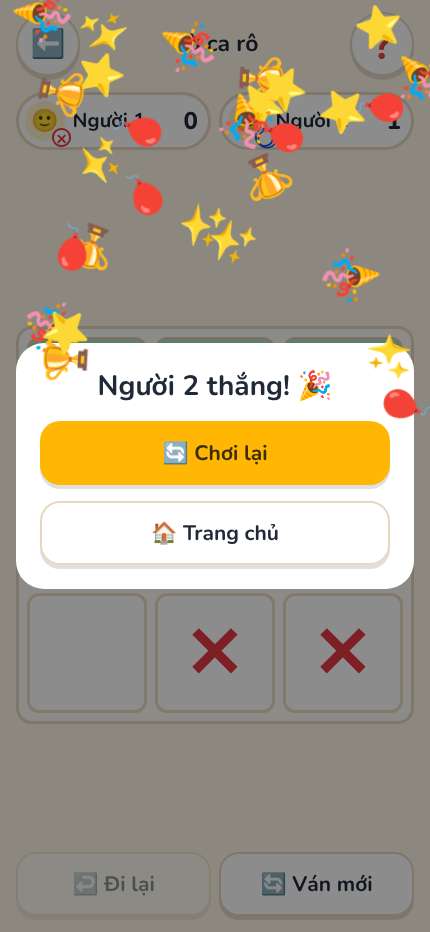 ca rô
?
Người 1
0
Người
1
Người 2 thắng!
Chơi lại
Trang chủ
Đi lại
Ván mới